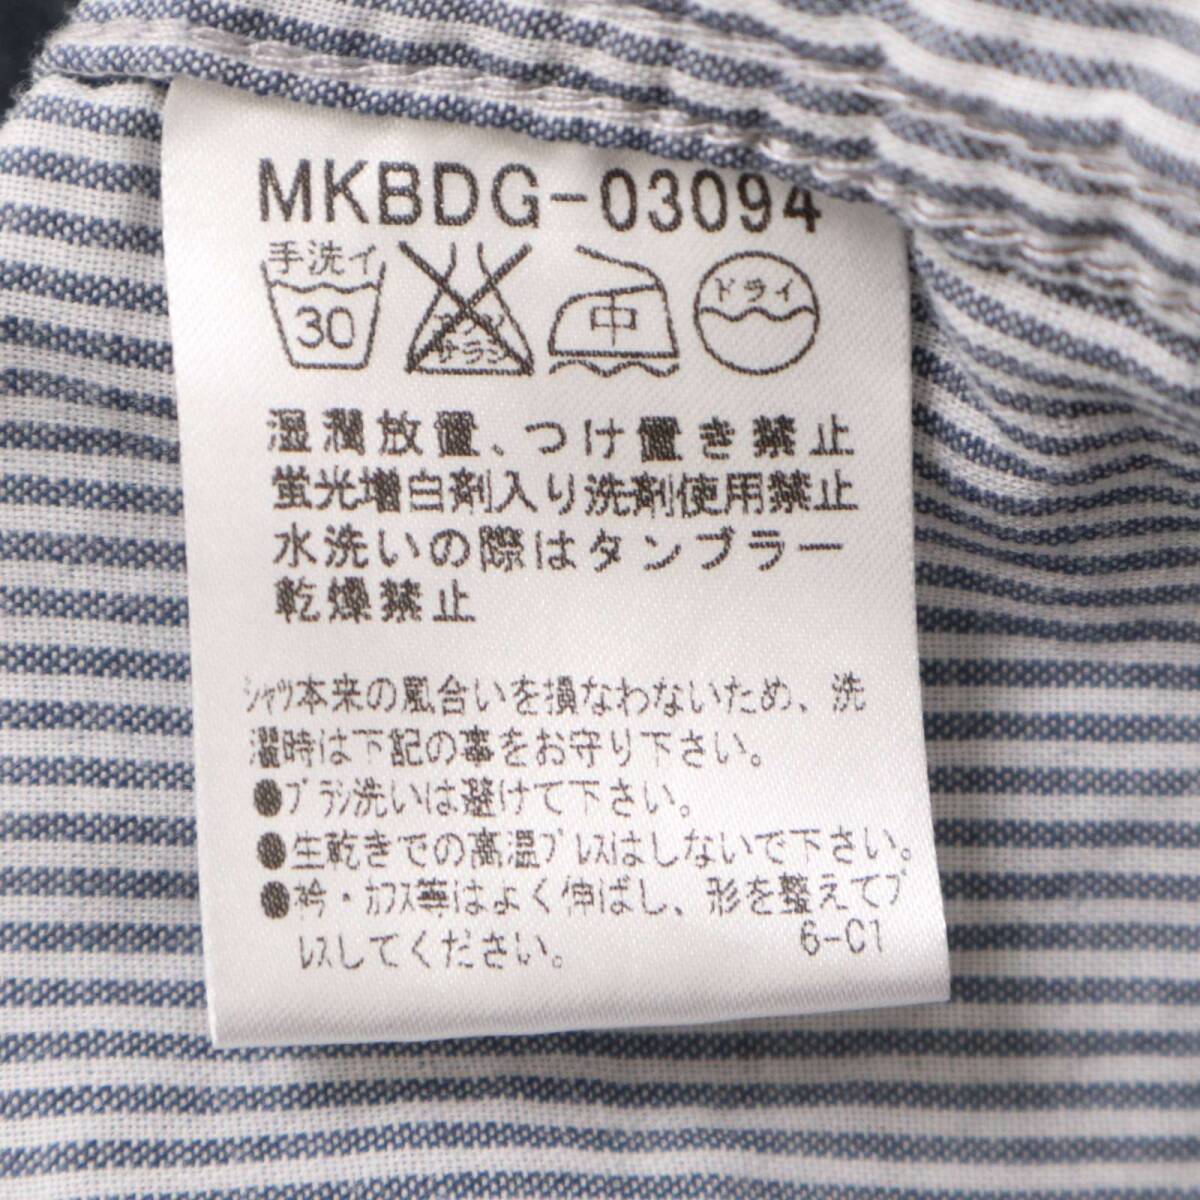 MKBDG-03094
手洗イ
30
エンソ
サラシ
中
ドライ
湿潤放置、つけ置き禁止
蛍光増白剤入り洗剤使用禁止
水洗いの際はタンブラー
乾燥禁止
ｼｬﾂ本来の風合いを損なわないため、洗
濯時は下記の事をお守り下さい。
●ﾌﾞﾗｼ洗いは避けて下さい。
●生乾きでの高温ﾌﾟﾚｽはしないで下さい。
●衿・ｶﾌｽ等はよく伸ばし、形を整えてﾌﾟ
ﾚｽしてください。
6-C1